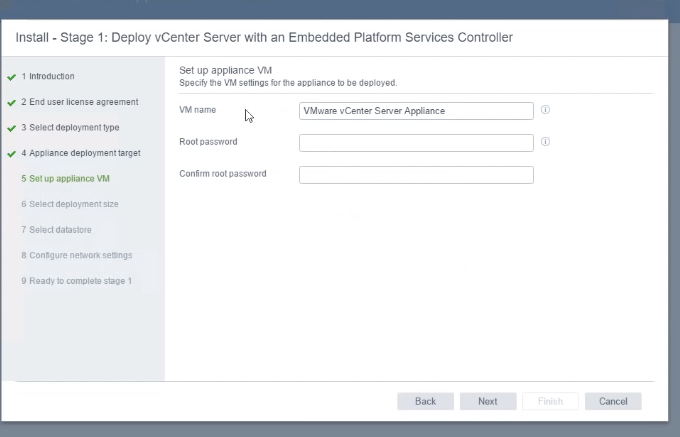 Install - Stage 1: Deploy vCenter Server with an Embedded Platform Services Controller
1 Introduction
2 End user license agreement
3 Select deployment type
4 Appliance deployment target
5 Set up appliance VM
6 Select deployment size
7 Select datastore
8 Configure network settings
9 Ready to complete stage 1
Set up appliance VM
Specify the VM settings for the appliance to be deployed.
VM name
VMware vCenter Server Appliance
Root password
Confirm root password
Back
Next
Finish
Cancel